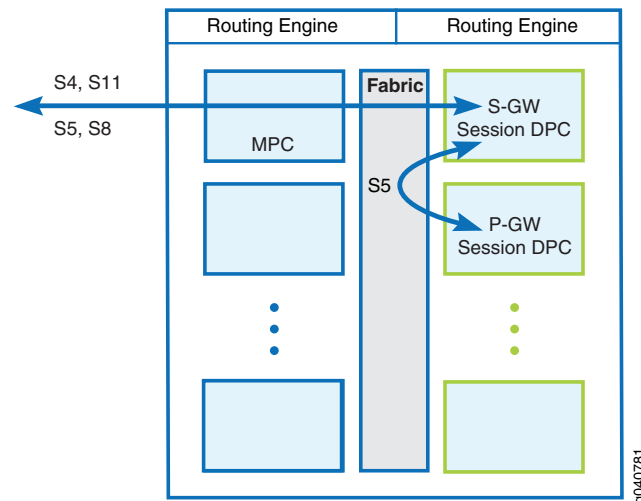 Routing Engine
Routing Engine
S4, S11
S5, S8
MPC
Fabric
S5
S-GW
Session DPC
P-GW
Session DPC
g040781